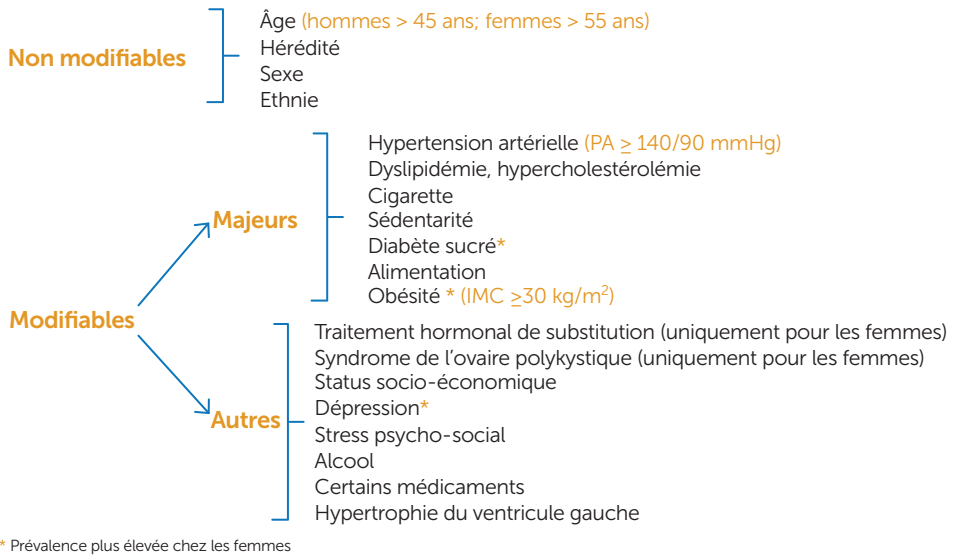 Non modifiables
Âge (hommes > 45 ans; femmes > 55 ans)
Hérédité
Sexe
Ethnie
Modifiables
Majeurs
Hypertension artérielle (PA ≥ 140/90 mmHg)
Dyslipidémie, hypercholestérolémie
Cigarette
Sédentarité
Diabète sucré*
Alimentation
Obésité * (IMC ≥30 kg/m²)
Autres
Traitement hormonal de substitution (uniquement pour les femmes)
Syndrome de l’ovaire polykystique (uniquement pour les femmes)
Status socio-économique
Dépression*
Stress psycho-social
Alcool
Certains médicaments
Hypertrophie du ventricule gauche
* Prévalence plus élevée chez les femmes